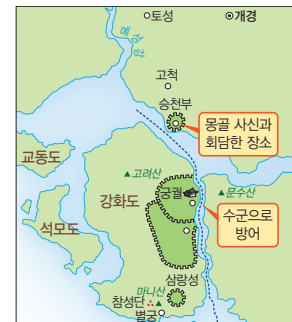 토성
개경
예성강
고척
승천부
몽골 사신과
회담한 장소
교동도
고려산
궁궐
문수산
강화도
석모도
수군으로
방어
삼랑성
마니산
참성단
별궁